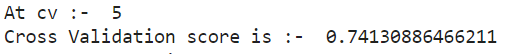 At cv :-  5
Cross Validation score is :-  0.74130886466211